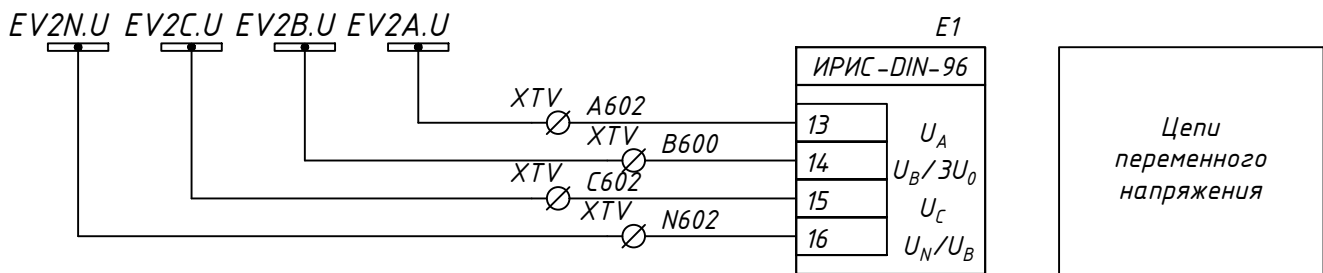 EV2N.U EV2C.U EV2B.U EV2A.U
E1
ИРИС-DIN-96
XTV A602 13 U_A
XTV B600 14 U_B/3U_0
XTV C602 15 U_C
XTV N602 16 U_N/U_B
Цепи
переменного
напряжения